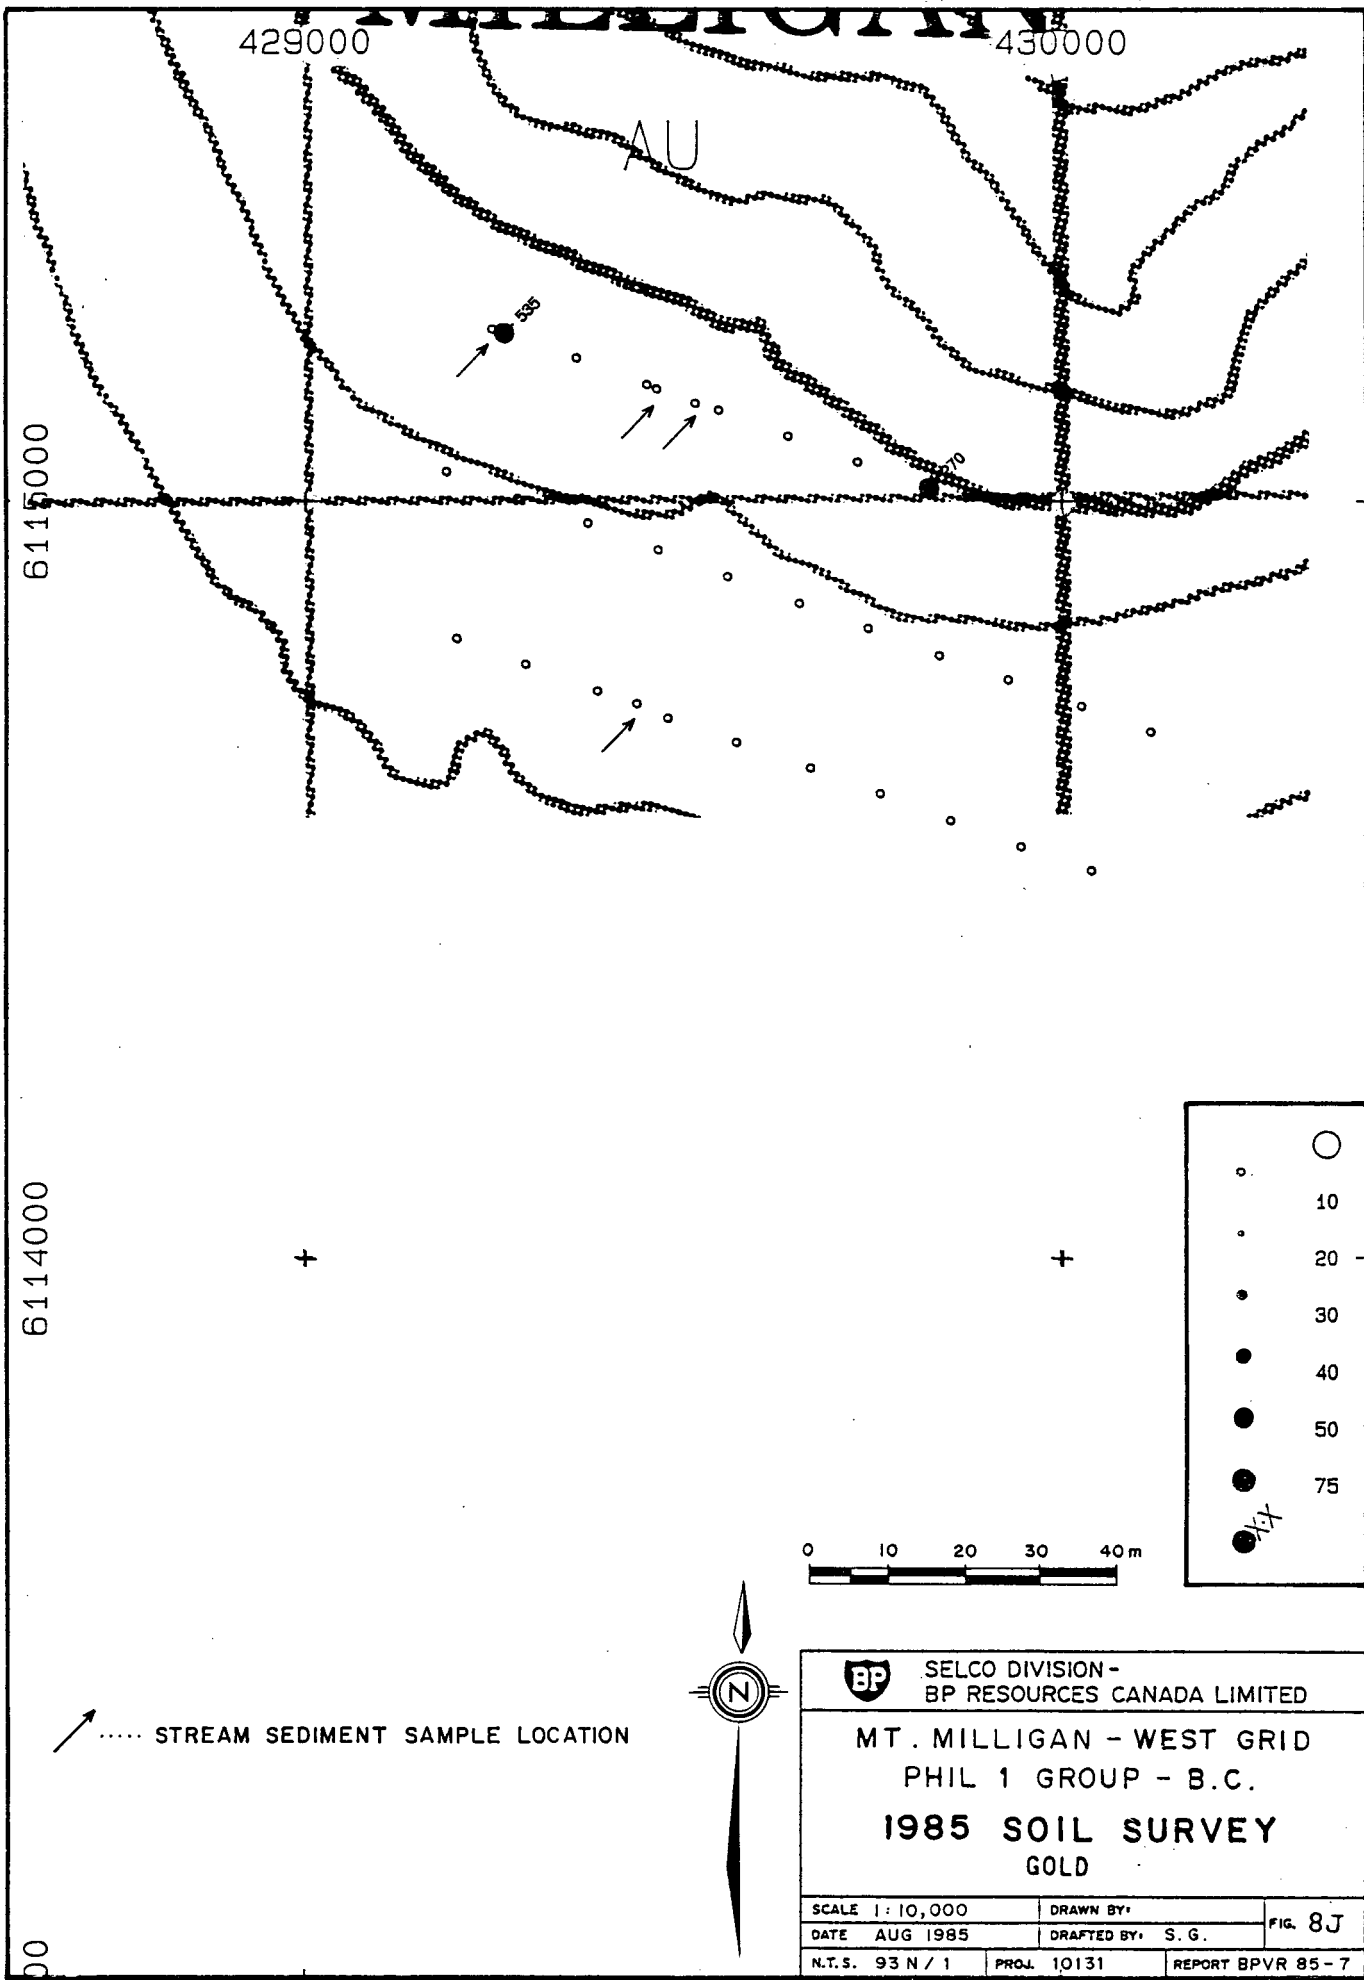 MILLIGAN
429000
430000
AU
535
6115000
6114000
10
20
30
40
50
75
X·X
0 10 20 30 40 m
N
BP
SELCO DIVISION -
BP RESOURCES CANADA LIMITED
MT. MILLIGAN - WEST GRID
PHIL 1 GROUP - B.C.
1985 SOIL SURVEY
GOLD
SCALE 1:10,000
DRAWN BY:
DATE AUG 1985
DRAFTED BY: S. G.
FIG. 8J
N.T.S. 93 N / 1
PROJ. 10131
REPORT BPVR 85-7
..... STREAM SEDIMENT SAMPLE LOCATION